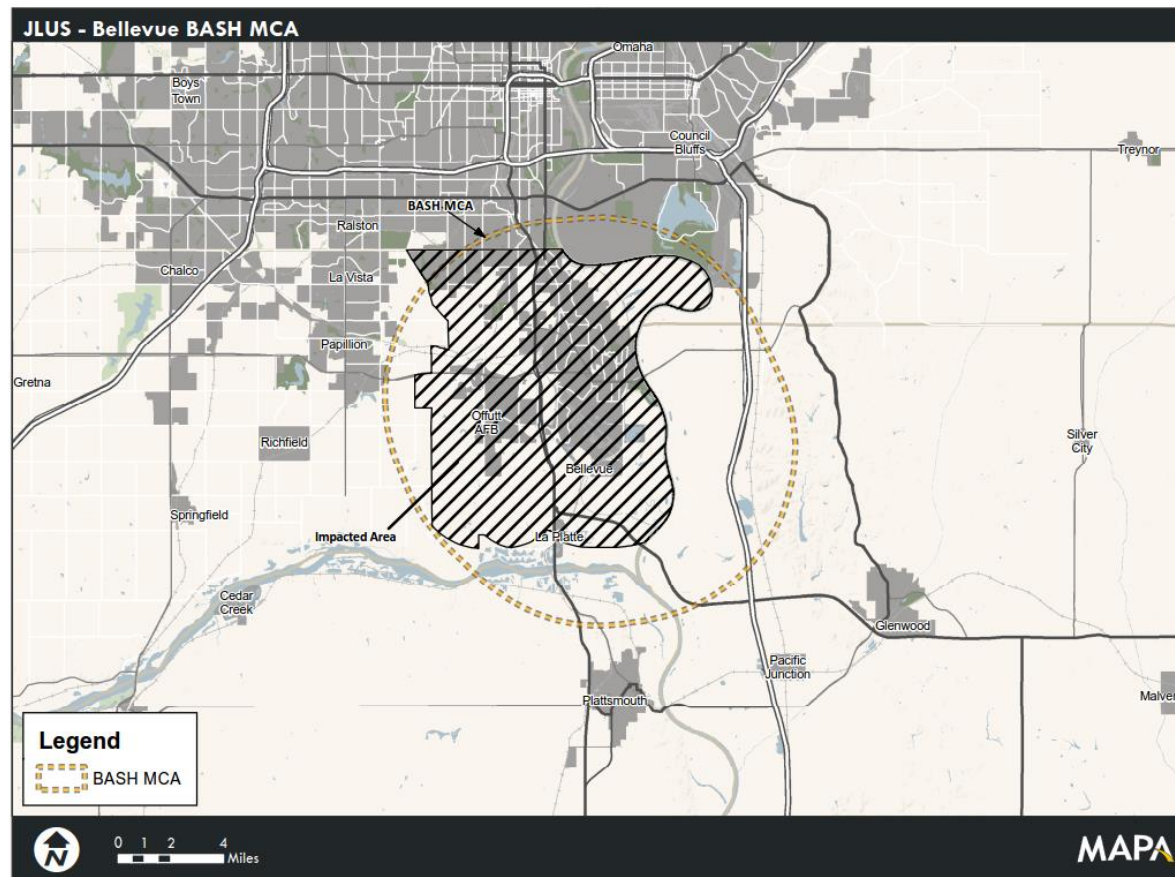 JLUS - Bellevue BASH MCA
Omaha
Boys
Town
Council
Bluffs
Treynor
BASH MCA
Ralston
Chalco
La Vista
Papillion
Gretna
Offutt
AFB
Richfield
Silver
City
Bellevue
Springfield
Impacted Area
La Platte
Cedar
Creek
Glenwood
Pacific
Junction
Plattsmouth
Malver
Legend
BASH MCA
N
0 1 2 4
Miles
MAPA